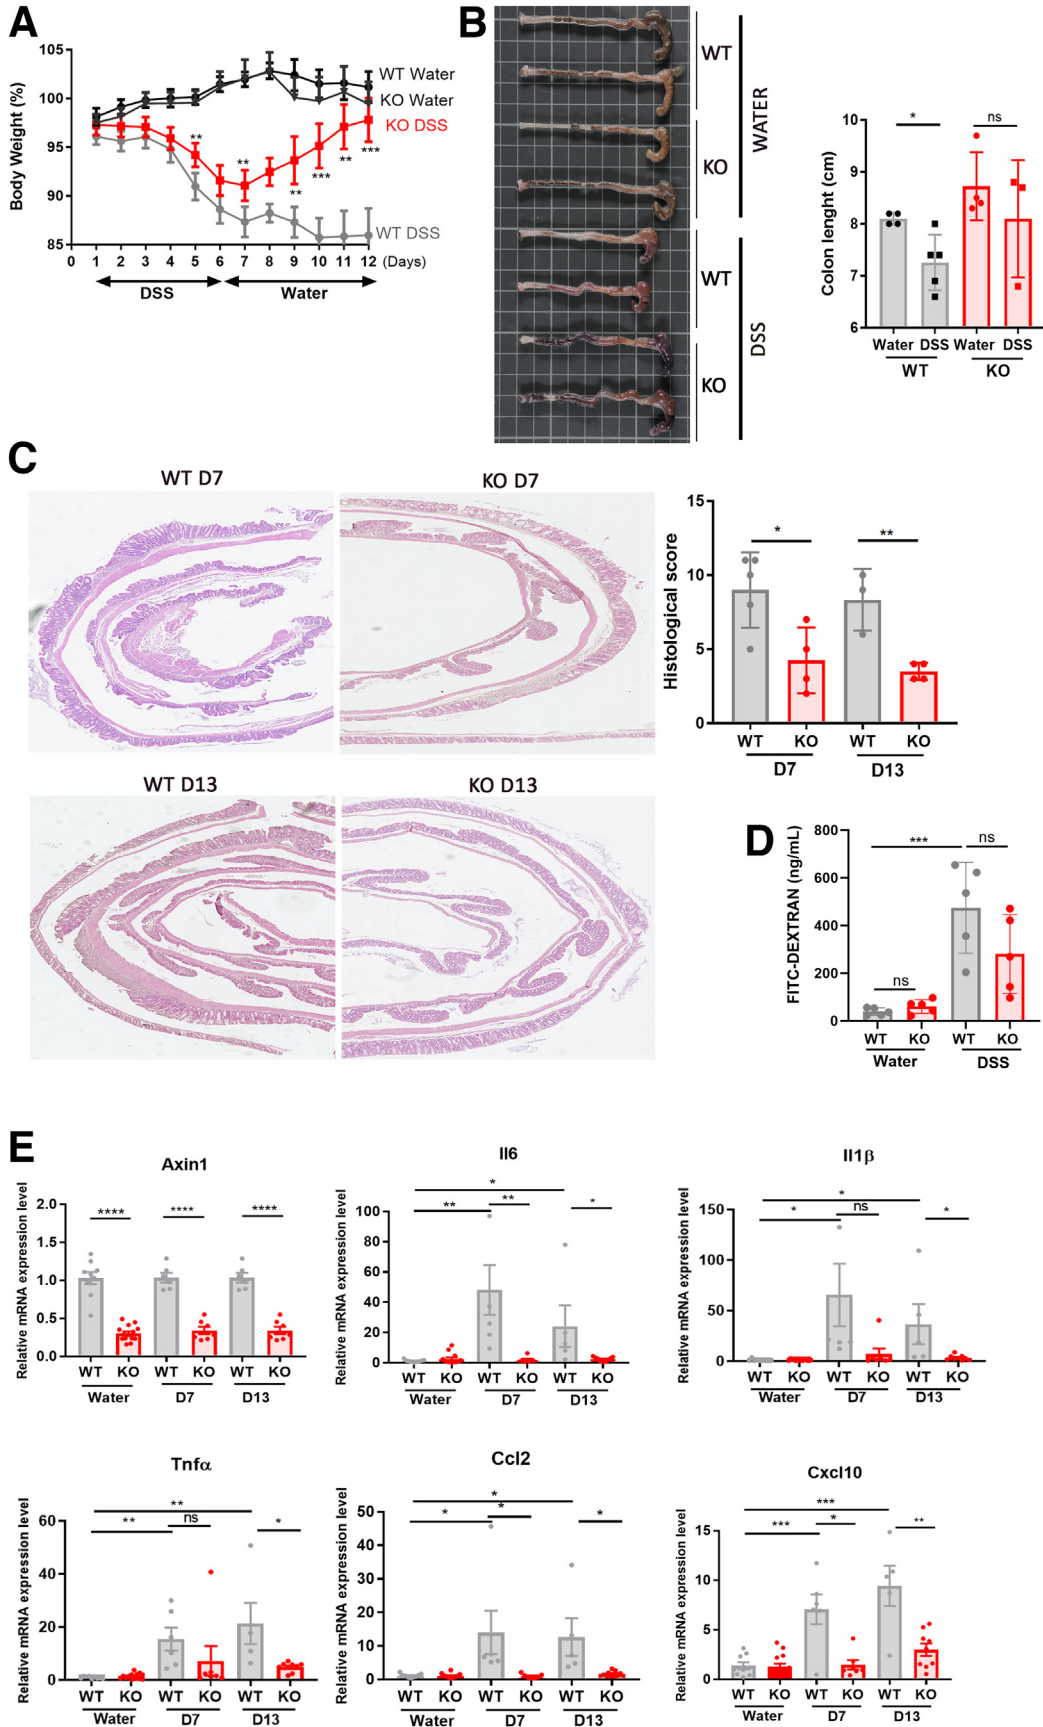 A
105
100
95
90
85
Body Weight (%)
WT Water
KO Water
KO DSS
WT DSS
**
**
**
***
**
***
0 1 2 3 4 5 6 7 8 9 10 11 12 (Days)
DSS
Water
B
WT
KO
WATER
WT
KO
DSS
Colon lenght (cm)
10
9
8
7
6
*
ns
Water DSS Water DSS
WT KO
C
WT D7
KO D7
WT D13
KO D13
Histological score
15
10
5
0
*
**
WT KO WT KO
D7 D13
D
FITC-DEXTRAN (ng/mL)
800
600
400
200
0
***
ns
ns
WT KO WT KO
Water DSS
E
Axin1
Relative mRNA expression level
2.0
1.5
1.0
0.5
0.0
**** **** ****
WT KO WT KO WT KO
Water D7 D13
Il6
Relative mRNA expression level
100
80
60
40
20
0
*
** ** *
WT KO WT KO WT KO
Water D7 D13
Il1β
Relative mRNA expression level
150
100
50
0
*
* ns *
WT KO WT KO WT KO
Water D7 D13
Tnfα
Relative mRNA expression level
60
40
20
0
**
** ns *
WT KO WT KO WT KO
Water D7 D13
Ccl2
Relative mRNA expression level
50
40
30
20
10
0
*
* * *
WT KO WT KO WT KO
Water D7 D13
Cxcl10
Relative mRNA expression level
15
10
5
0
***
*** * **
WT KO WT KO WT KO
Water D7 D13